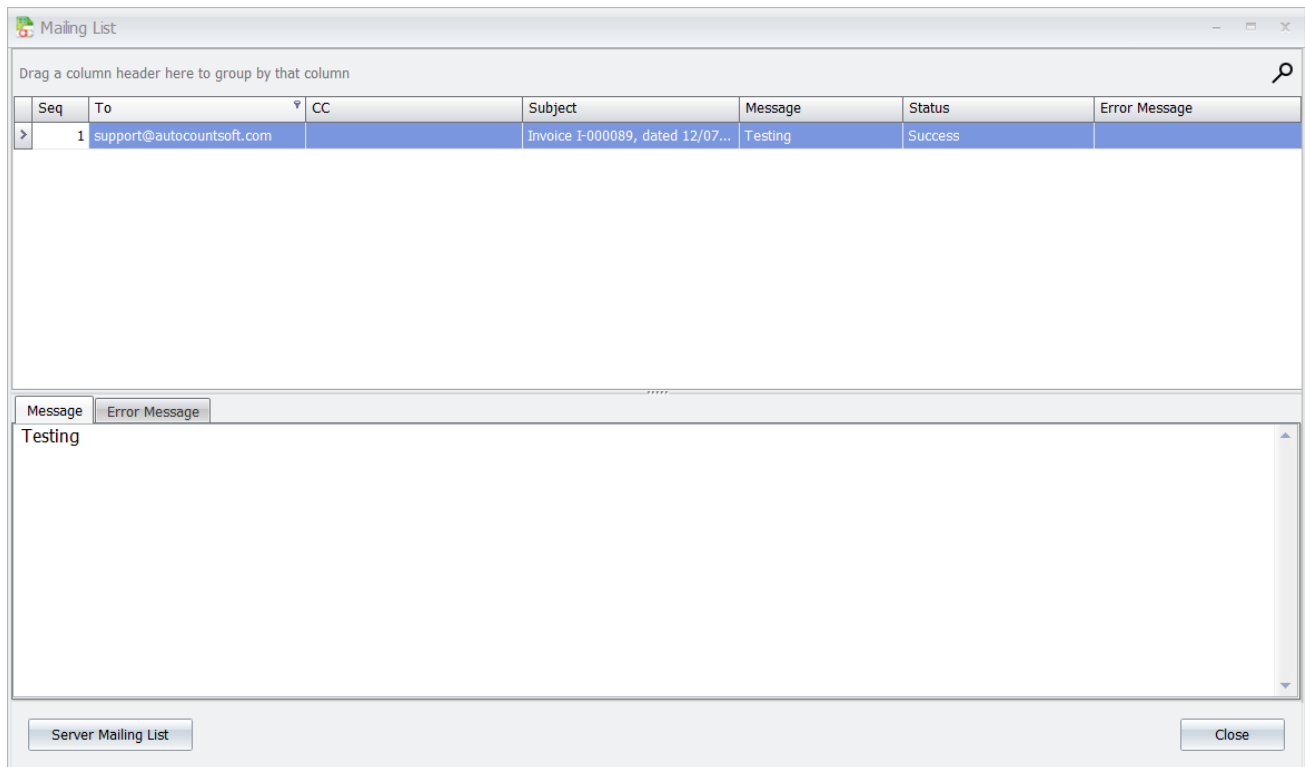 Mailing List
Drag a column header here to group by that column
Seq To CC Subject Message Status Error Message
1 support@autocountsoft.com Invoice I-000089, dated 12/07... Testing Success
Message Error Message
Testing
Server Mailing List Close